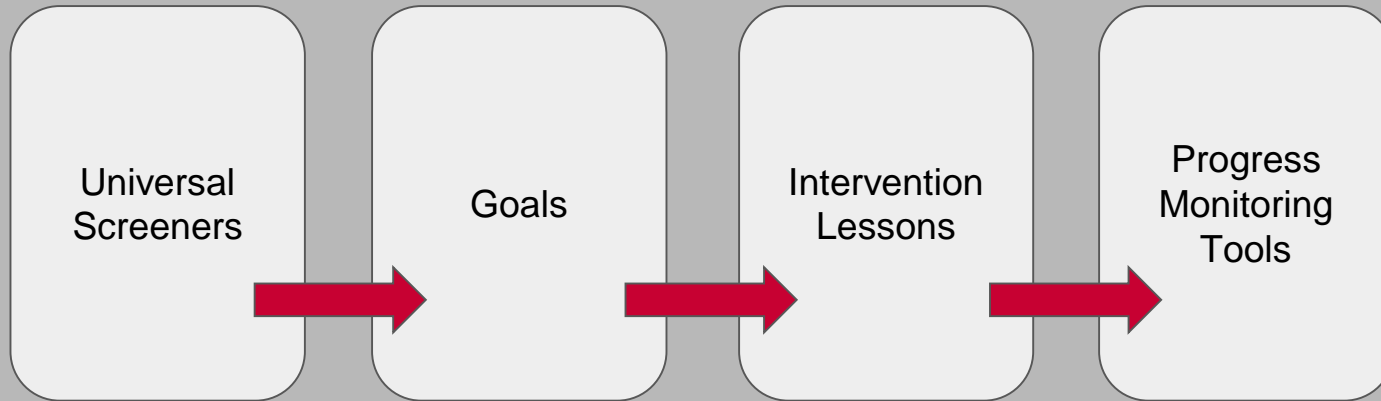 Universal
Screeners
Goals
Intervention
Lessons
Progress
Monitoring
Tools